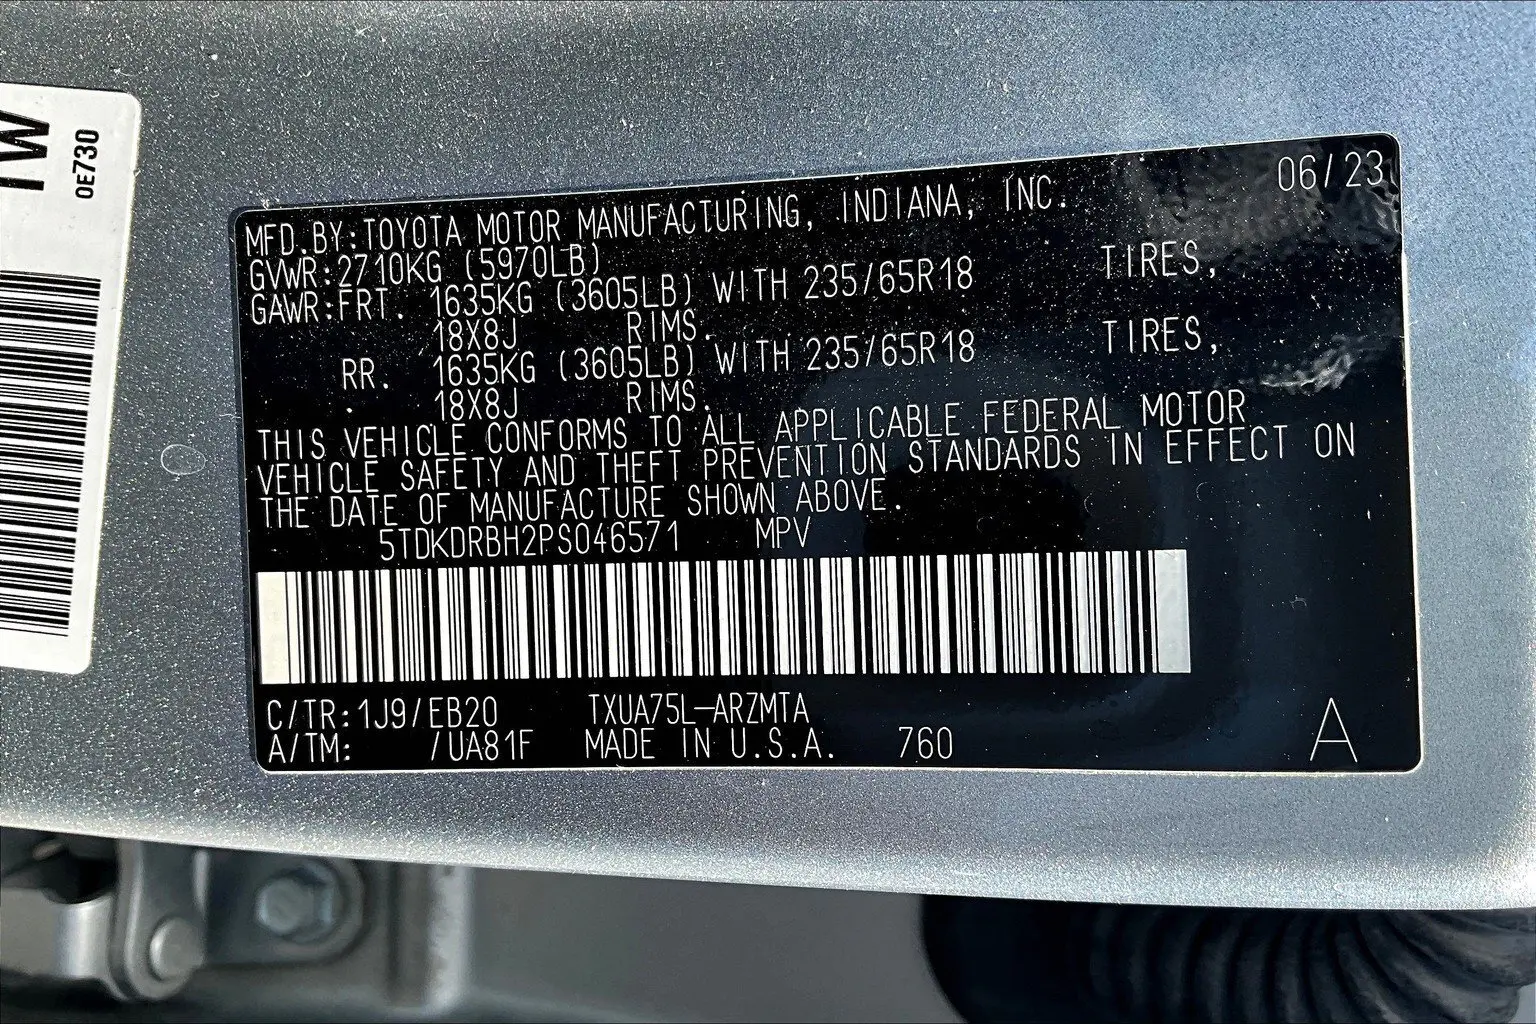 TW
0E730
06/23
MFD.BY:TOYOTA MOTOR MANUFACTURING, INDIANA, INC.
GVWR:2710KG (5970LB)
GAWR:FRT. 1635KG (3605LB) WITH 235/65R18 TIRES,
18X8J RIMS.
RR. 1635KG (3605LB) WITH 235/65R18 TIRES,
18X8J RIMS.
THIS VEHICLE CONFORMS TO ALL APPLICABLE FEDERAL MOTOR
VEHICLE SAFETY AND THEFT PREVENTION STANDARDS IN EFFECT ON
THE DATE OF MANUFACTURE SHOWN ABOVE.
5TDKDRBH2PS046571 MPV
C/TR:1J9/EB20 TXUA75L-ARZMTA
A/TM: /UA81F MADE IN U.S.A. 760
A